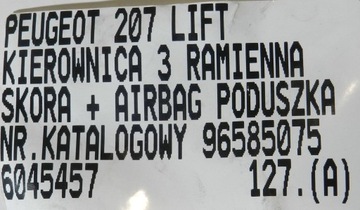 PEUGEOT 207 LIFT
KIEROWNICA 3 RAMIENNA
SKORA + AIRBAG PODUSZKA
NR.KATALOGOWY 96585075
6045457 127.(A)